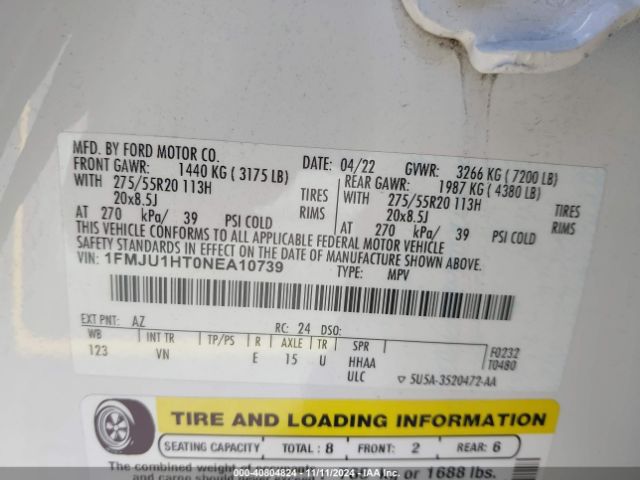 MFD. BY FORD MOTOR CO.
DATE: 04/22 GVWR: 3266 KG ( 7200 LB)
FRONT GAWR: 1440 KG ( 3175 LB)
WITH 275/55R20 113H TIRES
20x8.5J RIMS
AT 270 kPa/ 39 PSI COLD
REAR GAWR: 1987 KG ( 4380 LB)
WITH 275/55R20 113H TIRES
20x8.5J RIMS
AT 270 kPa/ 39 PSI COLD
THIS VEHICLE CONFORMS TO ALL APPLICABLE FEDERAL MOTOR VEHICLE
SAFETY STANDARDS IN EFFECT ON THE DATE OF MANUFACTURE SHOWN ABOVE.
VIN: 1FMJU1HT0NEA10739
TYPE: MPV
EXT PNT: AZ RC: 24 DSO:
WB INT TR TP/PS R AXLE TR SPR
123 VN E 15 U HHAA
ULC
F0232
T0480
5U5A-3520472-AA
TIRE AND LOADING INFORMATION
SEATING CAPACITY TOTAL : 8 FRONT: 2 REAR: 6
The combined weight
or 1688 lbs.
#: 40804824 - 11/11/2024 - IAA Inc.